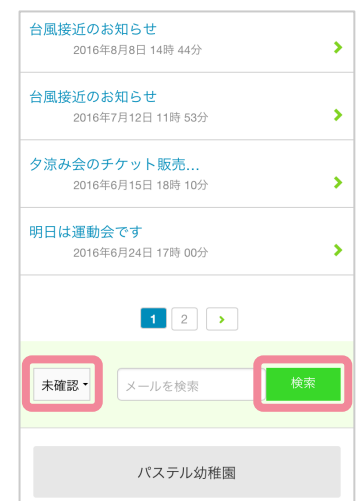 台風接近のお知らせ
2016年8月8日 14時 44分
台風接近のお知らせ
2016年7月12日 11時 53分
夕涼み会のチケット販売...
2016年6月15日 18時 10分
明日は運動会です
2016年6月24日 17時 00分
1 2 >
未確認 メールを検索 検索
パステル幼稚園